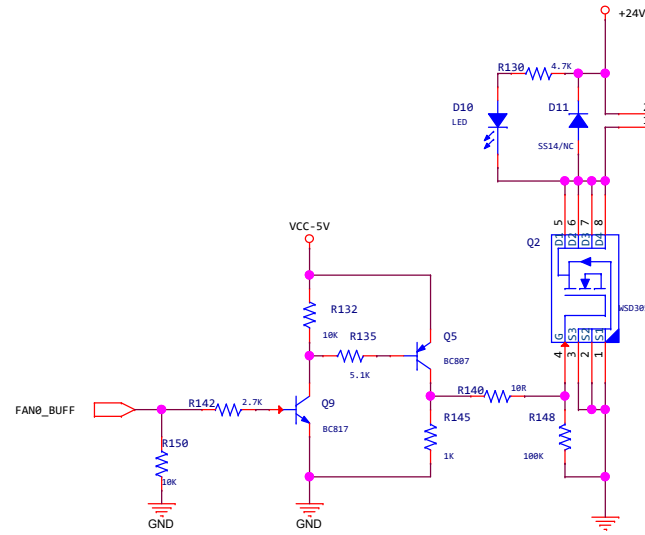 +24V
R130 4.7K
D10
LED
D11
SS14/NC
5 6 7 8
D1 D2 D3 D4
Q2
G S3 S2 S1
4 3 2 1
VCC-5V
R132
10K
R135
5.1K
Q5
BC807
R140 10R
FAN0_BUFF
R142 2.7K
Q9
BC817
R145
1K
R148
100K
R150
10K
GND
GND